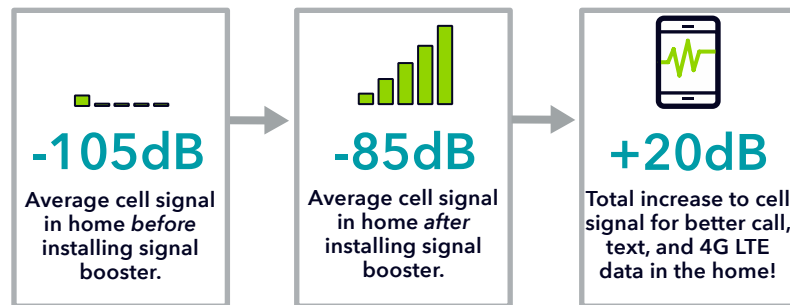 -105dB
Average cell signal
in home before
installing signal
booster.
-85dB
Average cell signal
in home after
installing signal
booster.
+20dB
Total increase to cell
signal for better call,
text, and 4G LTE
data in the home!